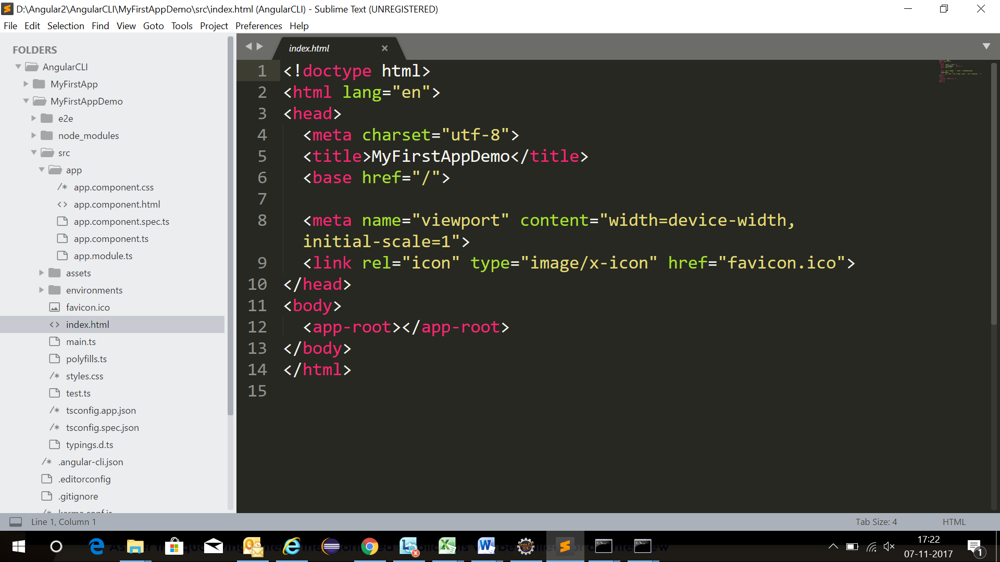 D:\Angular2\AngularCLI\MyFirstAppDemo\src\index.html (AngularCLI) - Sublime Text (UNREGISTERED)
File Edit Selection Find View Goto Tools Project Preferences Help
FOLDERS
AngularCLI
MyFirstApp
MyFirstAppDemo
e2e
node_modules
src
app
app.component.css
app.component.html
app.component.spec.ts
app.component.ts
app.module.ts
assets
environments
favicon.ico
index.html
main.ts
polyfills.ts
styles.css
test.ts
tsconfig.app.json
tsconfig.spec.json
typings.d.ts
.angular-cli.json
.editorconfig
.gitignore
karma.conf.js
index.html
1 <!doctype html>
2 <html lang="en">
3 <head>
4 <meta charset="utf-8">
5 <title>MyFirstAppDemo</title>
6 <base href="/">
7
8 <meta name="viewport" content="width=device-width,
initial-scale=1">
9 <link rel="icon" type="image/x-icon" href="favicon.ico">
10 </head>
11 <body>
12 <app-root></app-root>
13 </body>
14 </html>
15
Line 1, Column 1
Tab Size: 4 HTML
17:22
07-11-2017
1